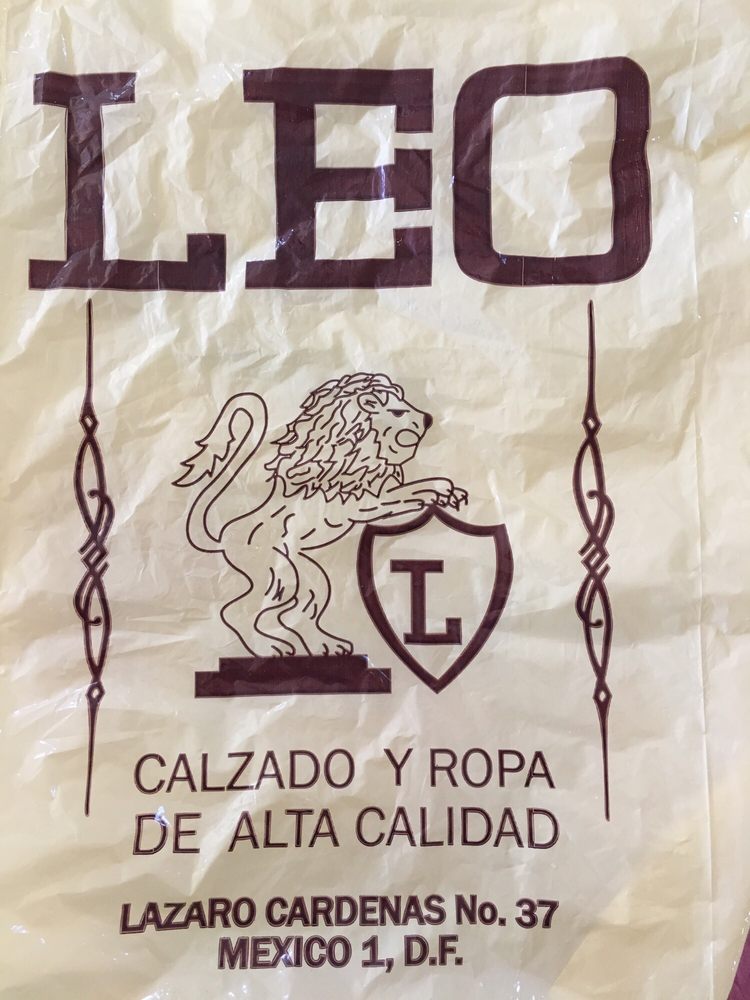 LEO
L
CALZADO Y ROPA
DE ALTA CALIDAD
LAZARO CARDENAS No. 37
MEXICO 1, D.F.